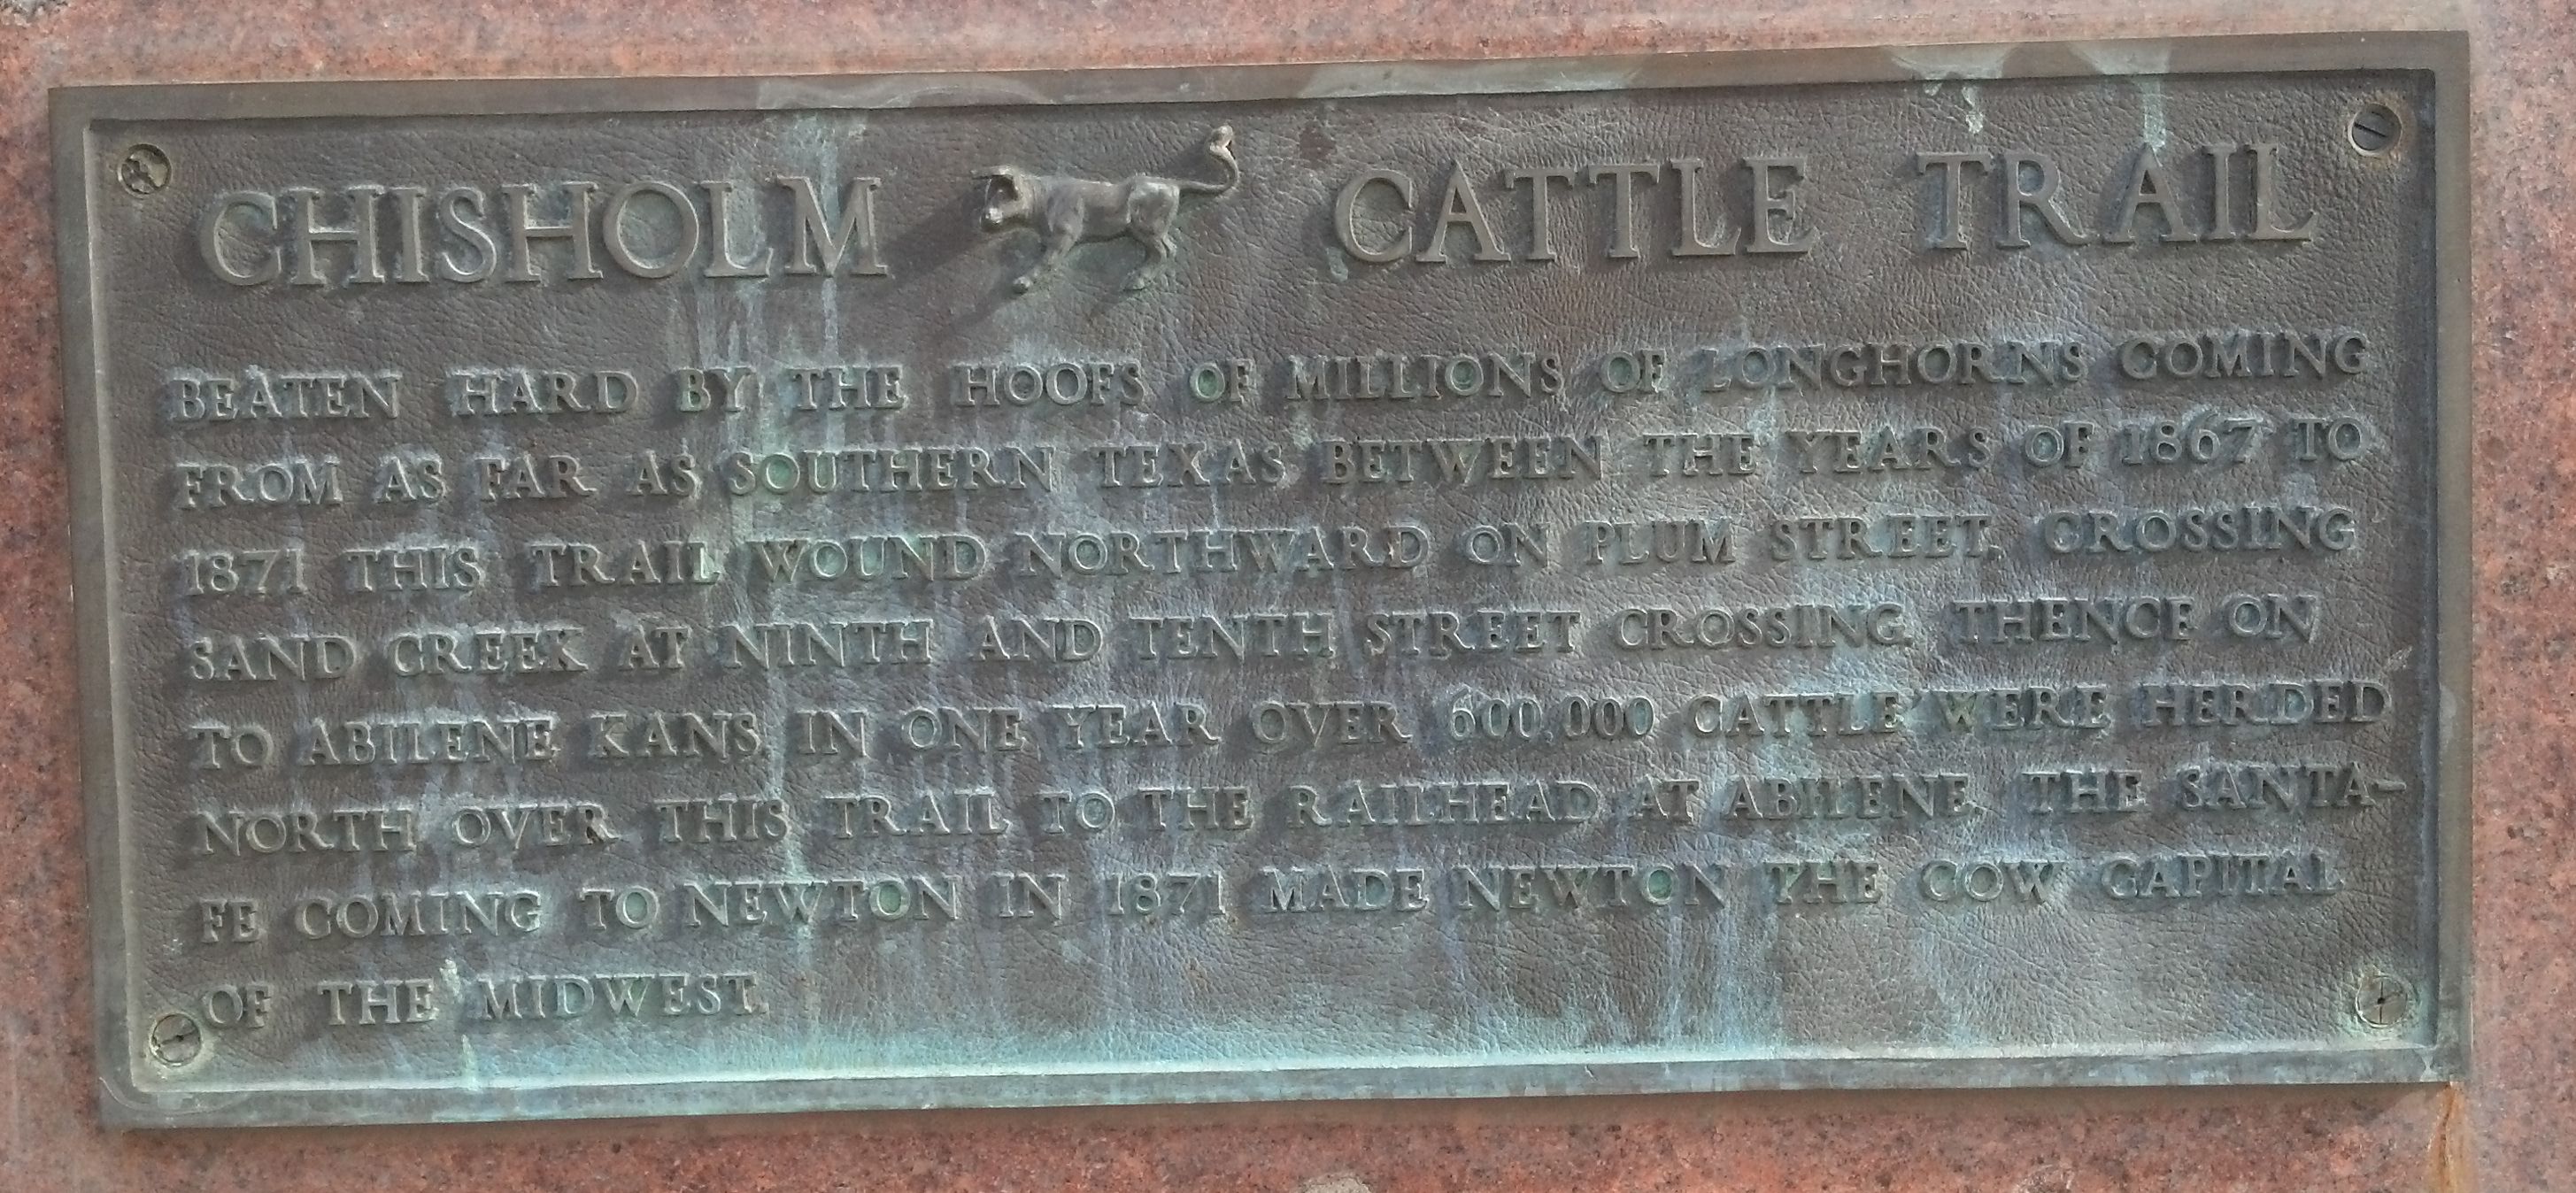 CHISHOLM CATTLE TRAIL
BEATEN HARD BY THE HOOFS OF MILLIONS OF LONGHORNS COMING
FROM AS FAR AS SOUTHERN TEXAS BETWEEN THE YEARS OF 1867 TO
1871 THIS TRAIL WOUND NORTHWARD ON PLUM STREET, CROSSING
SAND CREEK AT NINTH AND TENTH STREET CROSSING, THENCE ON
TO ABILENE, KANS. IN ONE YEAR OVER 600,000 CATTLE WERE HERDED
NORTH OVER THIS TRAIL TO THE RAILHEAD AT ABILENE. THE SANTA-
FE COMING TO NEWTON IN 1871 MADE NEWTON THE COW CAPITAL
OF THE MIDWEST.